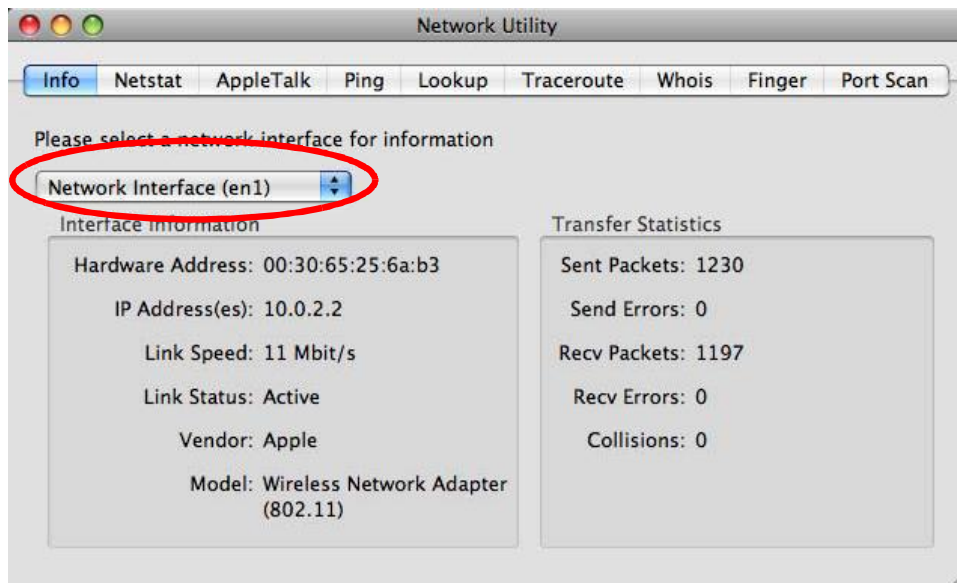 Network Utility
Info Netstat AppleTalk Ping Lookup Traceroute Whois Finger Port Scan
Please select a network interface for information
Network Interface (en1)
Interface Information
Hardware Address: 00:30:65:25:6a:b3
IP Address(es): 10.0.2.2
Link Speed: 11 Mbit/s
Link Status: Active
Vendor: Apple
Model: Wireless Network Adapter
(802.11)
Transfer Statistics
Sent Packets: 1230
Send Errors: 0
Recv Packets: 1197
Recv Errors: 0
Collisions: 0